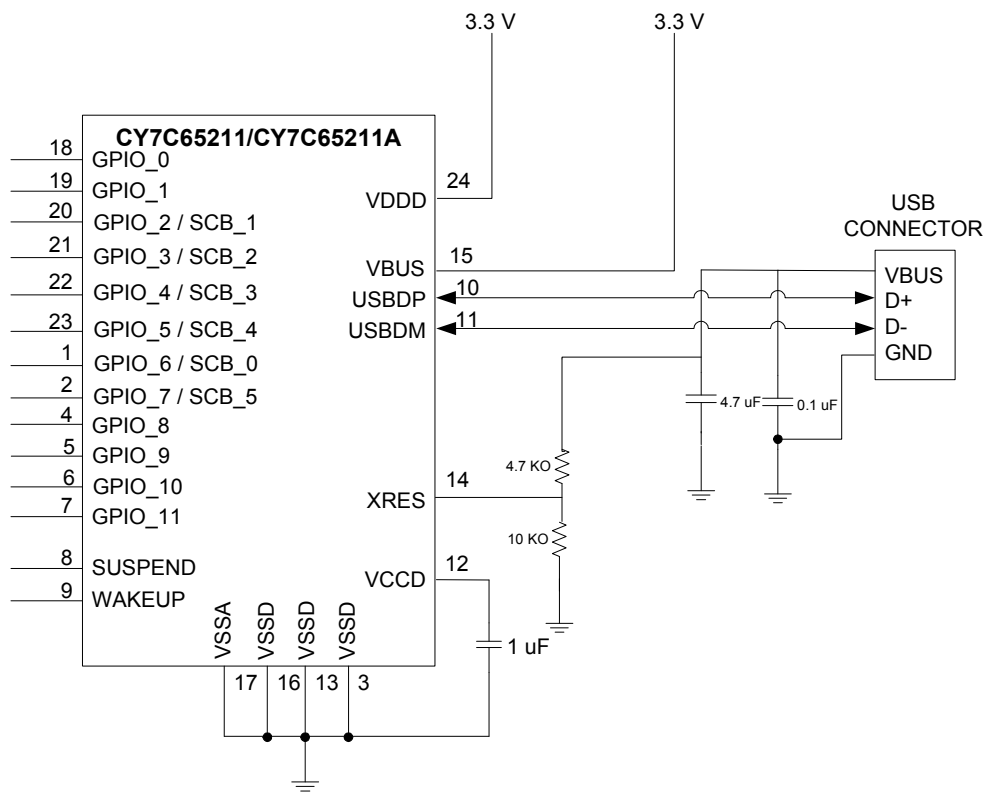 3.3 V
3.3 V
CY7C65211/CY7C65211A
18
GPIO_0
19
GPIO_1
20
GPIO_2 / SCB_1
21
GPIO_3 / SCB_2
22
GPIO_4 / SCB_3
23
GPIO_5 / SCB_4
1
GPIO_6 / SCB_0
2
GPIO_7 / SCB_5
4
GPIO_8
5
GPIO_9
6
GPIO_10
7
GPIO_11
8
SUSPEND
9
WAKEUP
VDDD
24
VBUS
15
USBDP
10
USBDM
11
XRES
14
VCCD
12
VSSA
VSSD
VSSD
VSSD
17
16
13
3
USB
CONNECTOR
VBUS
D+
D-
GND
4.7 uF
0.1 uF
4.7 KO
10 KO
1 uF